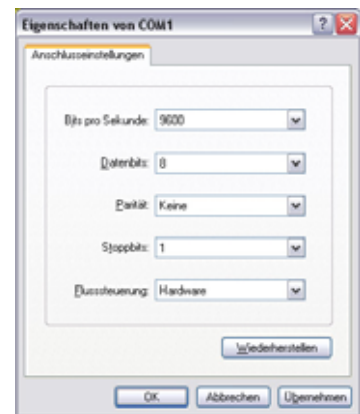 Eigenschaften von COM1
Anschlusseinstellungen
Bits pro Sekunde: 9600
Datenbits: 8
Parität: Keine
Stoppbits: 1
Flusssteuerung: Hardware
Wiederherstellen
OK Abbrechen Übernehmen